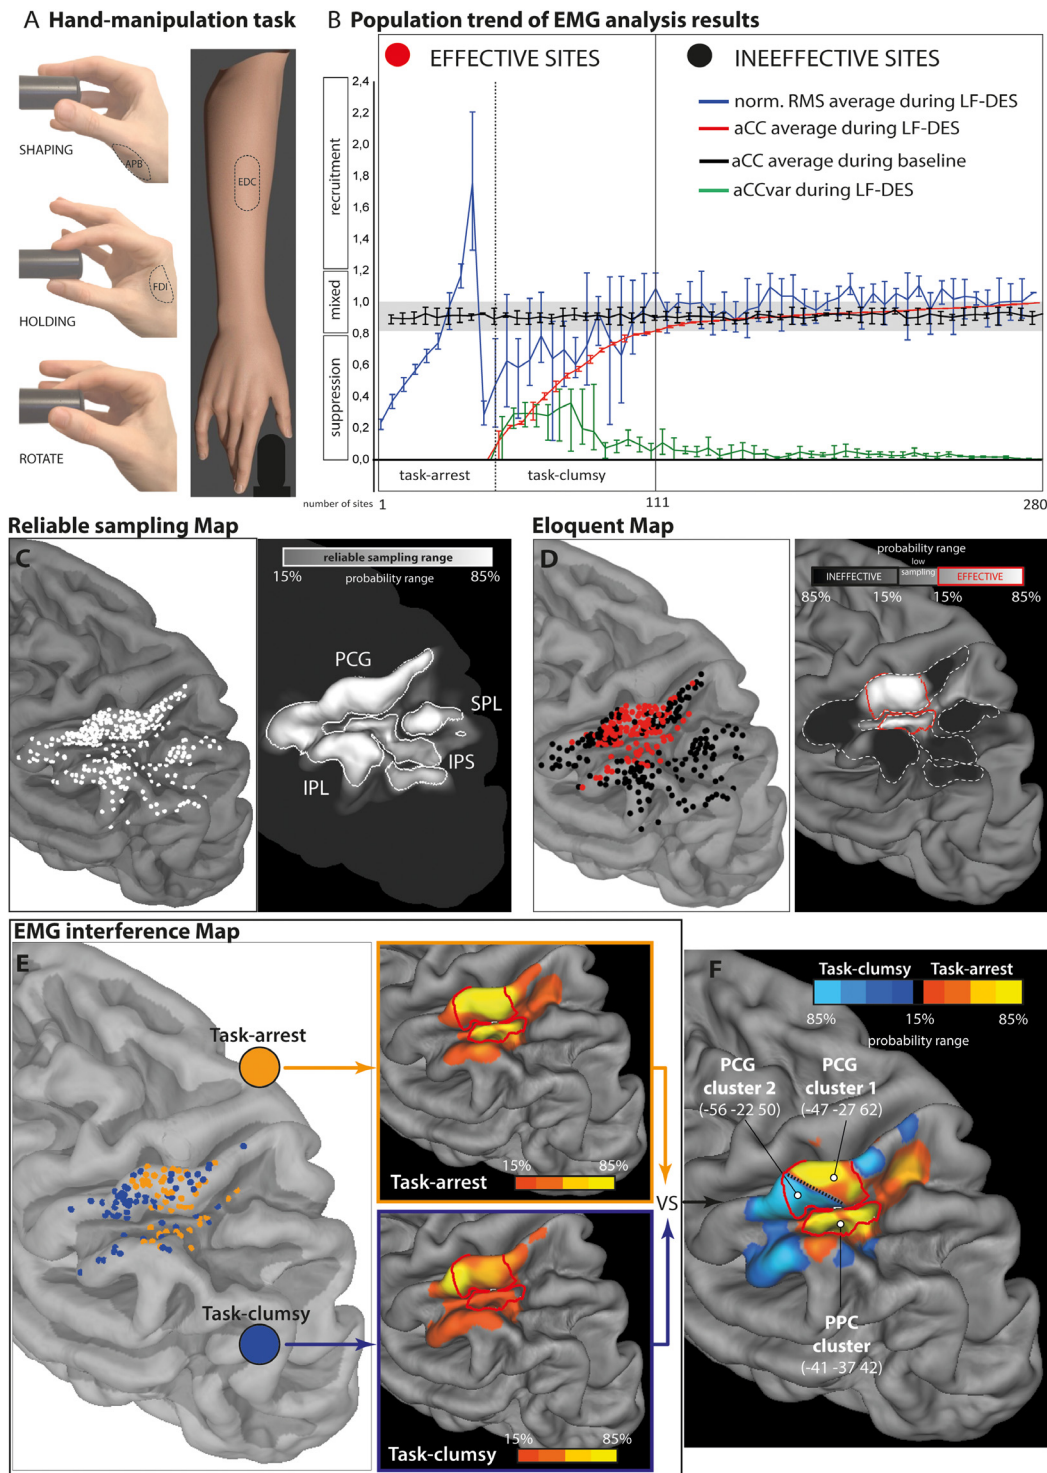 A Hand-manipulation task
SHAPING
APB
HOLDING
FDI
ROTATE
EDC
B Population trend of EMG analysis results
EFFECTIVE SITES
INEEFFECTIVE SITES
norm. RMS average during LF-DES
aCC average during LF-DES
aCC average during baseline
aCCvar during LF-DES
recruitment
mixed
suppression
2,4
2,2
2,0
1,8
1,6
1,4
1,2
1,0
0,8
0,6
0,4
0,2
0,0
task-arrest
task-clumsy
number of sites 1
111
280
Reliable sampling Map
C
reliable sampling range
15% probability range 85%
PCG
SPL
IPS
IPL
Eloquent Map
D
probability range
low
INEFFECTIVE sampling EFFECTIVE
85% 15% 15% 85%
EMG interference Map
E
Task-arrest
Task-clumsy
15% 85%
Task-arrest
VS
15% 85%
Task-clumsy
F
Task-clumsy Task-arrest
85% 15% 85%
probability range
PCG
cluster 2
(-56 -22 50)
PCG
cluster 1
(-47 -27 62)
PPC
cluster
(-41 -37 42)